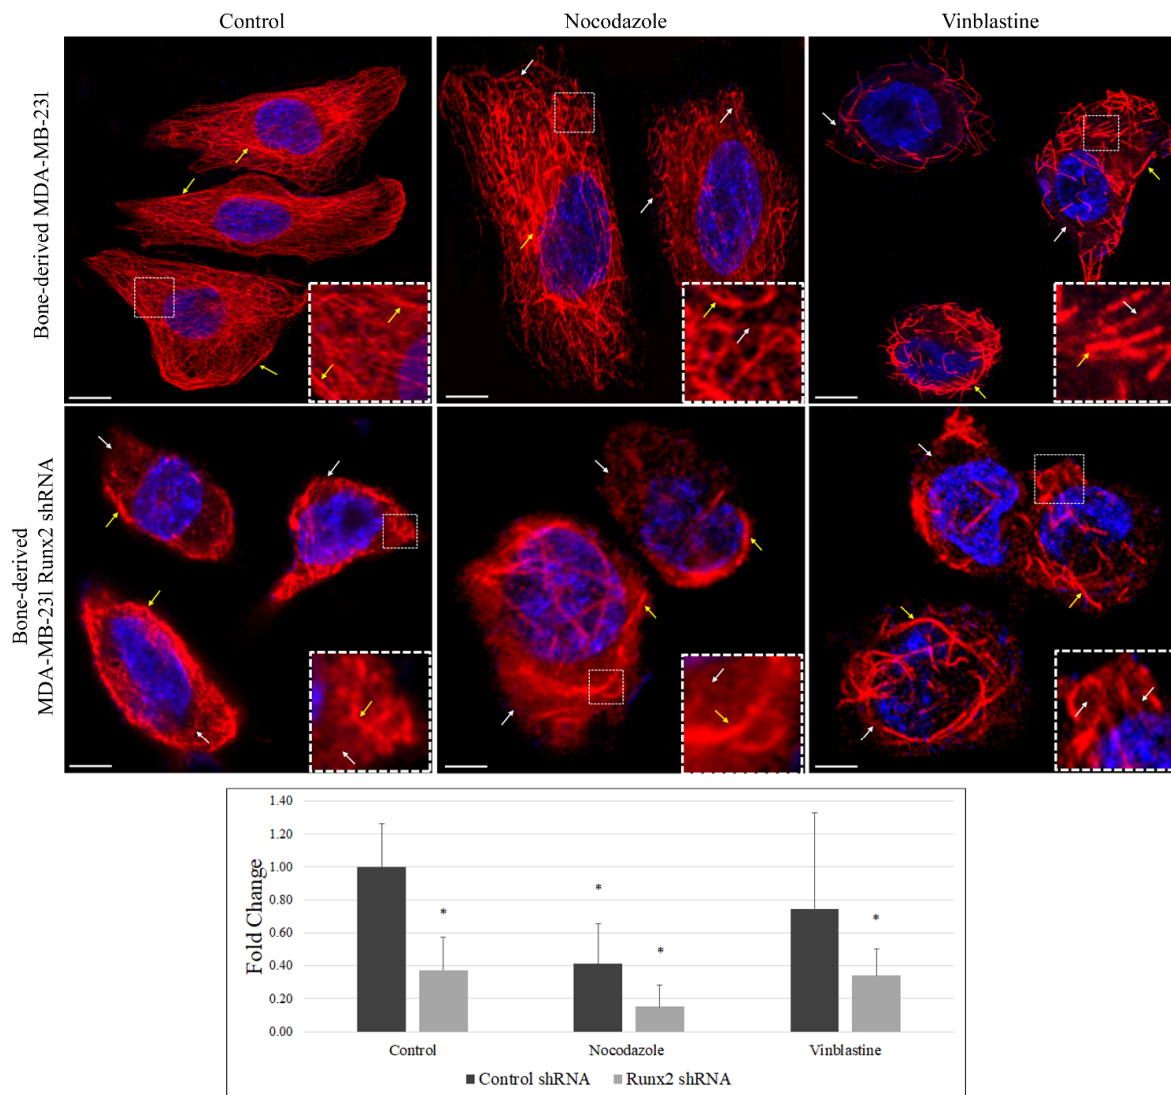 Control
Nocodazole
Vinblastine
Bone-derived MDA-MB-231
Bone-derived
MDA-MB-231 Runx2 shRNA
Fold Change
1.40
1.20
1.00
0.80
0.60
0.40
0.20
0.00
*
*
*
*
Control
Nocodazole
Vinblastine
Control shRNA
Runx2 shRNA